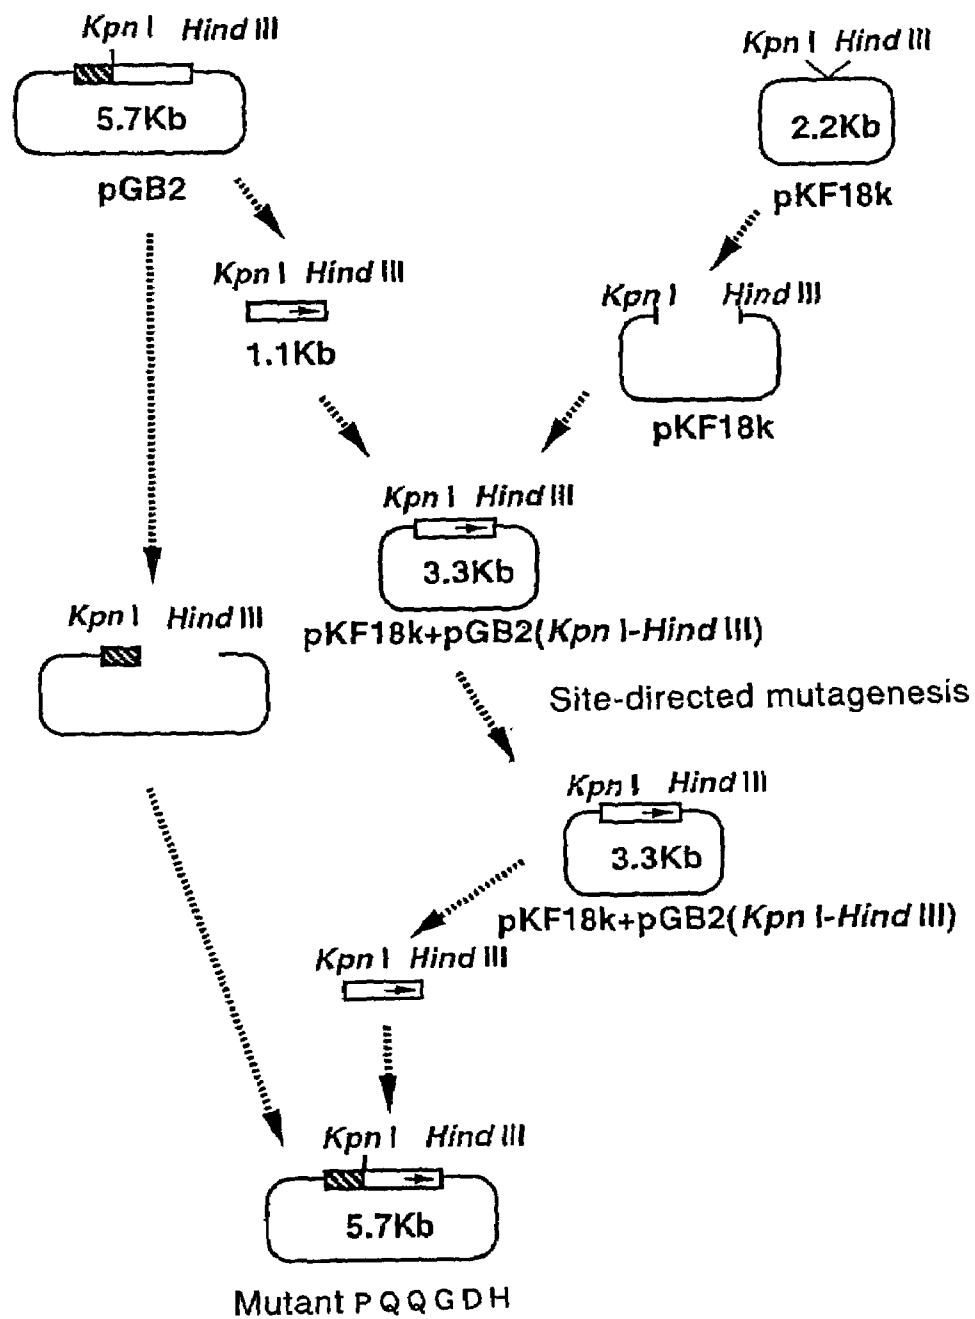 Kpn I Hind III
5.7Kb
pGB2
Kpn I Hind III
2.2Kb
pKF18k
Kpn I Hind III
1.1Kb
Kpn I Hind III
pKF18k
Kpn I Hind III
3.3Kb
pKF18k+pGB2(Kpn I-Hind III)
Kpn I Hind III
Site-directed mutagenesis
Kpn I Hind III
3.3Kb
pKF18k+pGB2(Kpn I-Hind III)
Kpn I Hind III
Kpn I Hind III
5.7Kb
Mutant PQQGDH